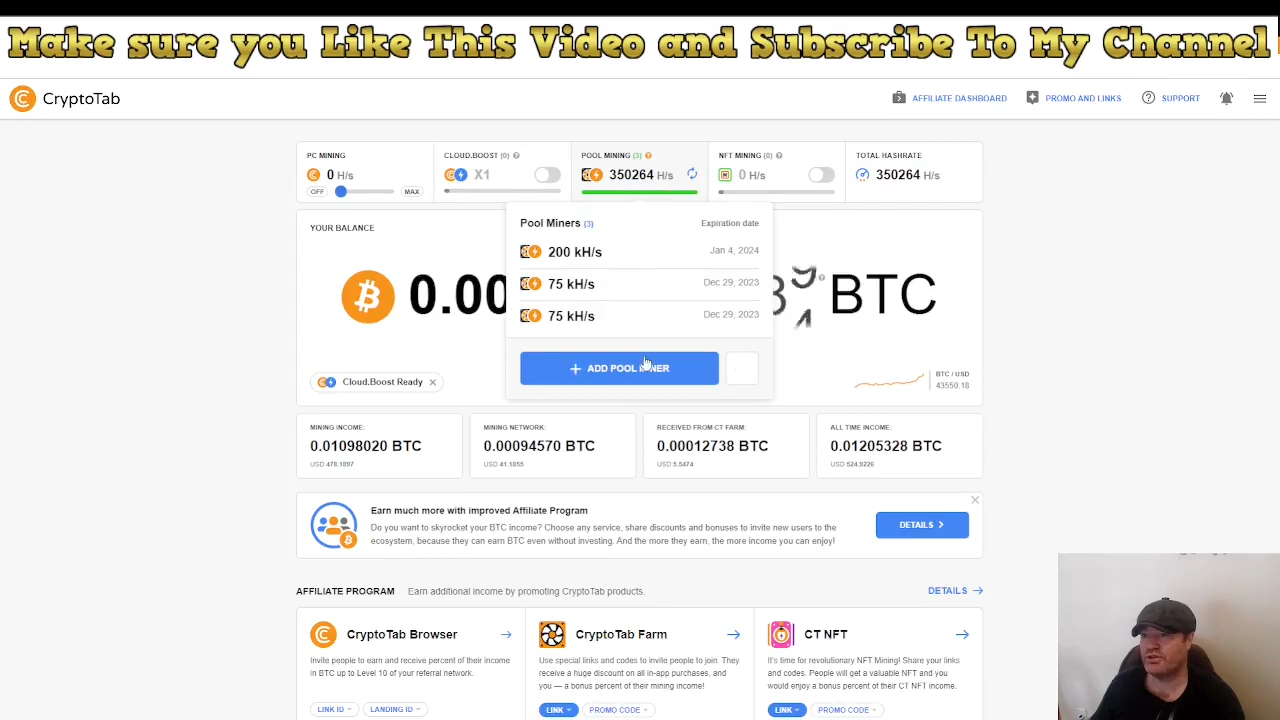 Make sure you Like This Video and Subscribe To My Channel
CryptoTab
AFFILIATE DASHBOARD
PROMO AND LINKS
SUPPORT
PC MINING
0 H/s
OFF
MAX
CLOUD.BOOST (0)
X1
POOL MINING (3)
350264 H/s
NFT MINING (0)
0 H/s
TOTAL HASHRATE
350264 H/s
YOUR BALANCE
0.00
BTC
Pool Miners (3)
Expiration date
200 kH/s
Jan 4, 2024
75 kH/s
Dec 29, 2023
75 kH/s
Dec 29, 2023
+ ADD POOL MINER
Cloud.Boost Ready
BTC / USD
43550.18
MINING INCOME:
0.01098020 BTC
USD 478.1897
MINING NETWORK:
0.00094570 BTC
USD 41.1855
RECEIVED FROM CT FARM:
0.00012738 BTC
USD 5.5474
ALL TIME INCOME:
0.01205328 BTC
USD 524.9226
Earn much more with improved Affiliate Program
Do you want to skyrocket your BTC income? Choose any service, share discounts and bonuses to invite new users to the
ecosystem, because they can earn BTC even without investing. And the more they earn, the more income you can enjoy!
DETAILS
AFFILIATE PROGRAM
Earn additional income by promoting CryptoTab products.
DETAILS
CryptoTab Browser
Invite people to earn and receive percent of their income
in BTC up to Level 10 of your referral network.
LINK ID
LANDING ID
CryptoTab Farm
Use special links and codes to invite people to join. They
receive a huge discount on all in-app purchases, and
you — a bonus percent of their mining income!
LINK
PROMO CODE
CT NFT
It's time for revolutionary NFT Mining! Share your links
and codes. People will get a valuable NFT and you
would enjoy a bonus percent of their CT NFT income.
LINK
PROMO CODE